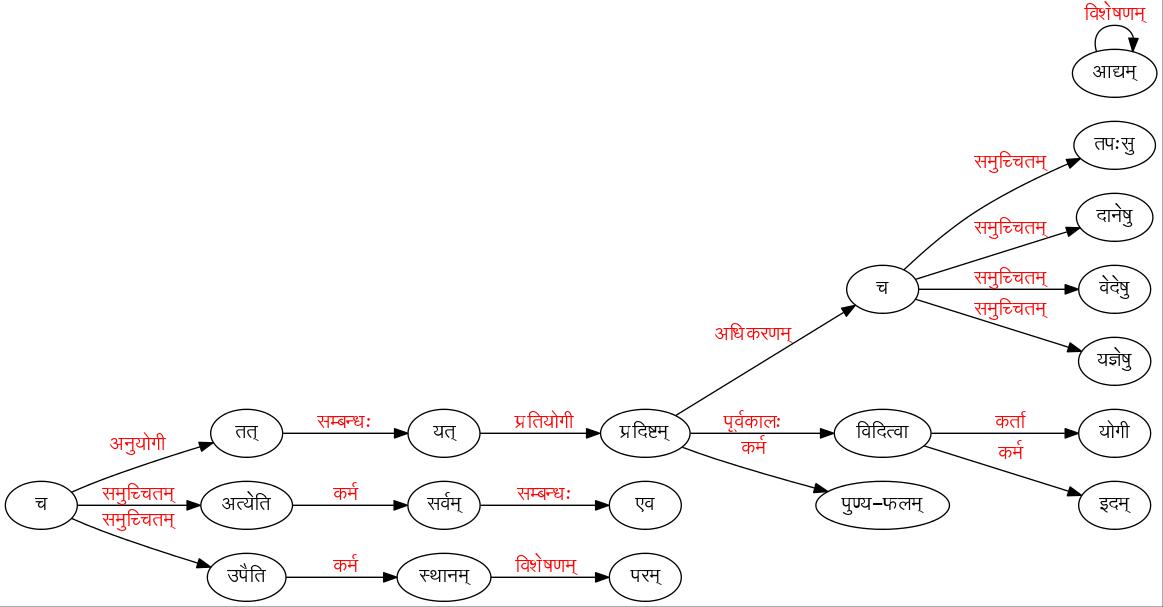 विशेषणम्
आद्यम्
समुच्चितम्
तपःसु
समुच्चितम्
दानेषु
च
समुच्चितम्
वेदेषु
समुच्चितम्
यज्ञेषु
अधिकरणम्
अनुयोगी
तत्
सम्बन्धः
यत्
प्रतियोगी
प्रदिष्टम्
पूर्वकालः
विदित्वा
कर्ता
योगी
कर्म
कर्म
इदम्
पुण्य-फलम्
च
समुच्चितम्
अत्येति
कर्म
सर्वम्
सम्बन्धः
एव
समुच्चितम्
उपैति
कर्म
स्थानम्
विशेषणम्
परम्